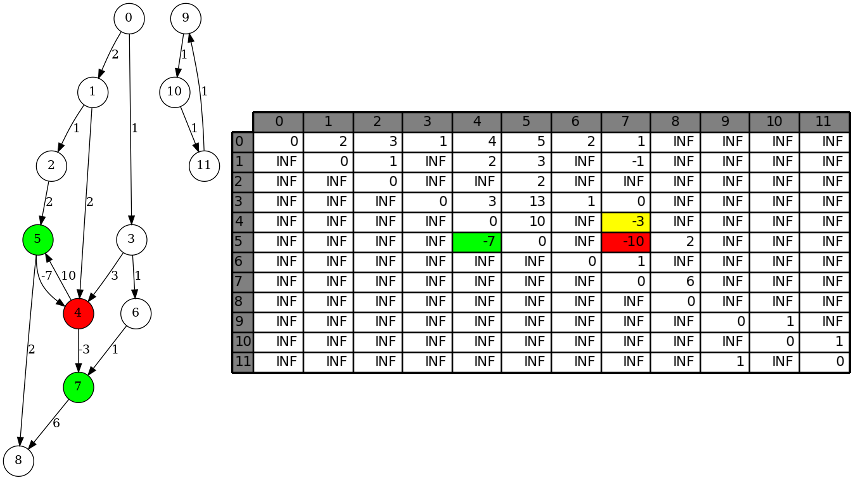 0
9
2
1
1
10
1
1
1
1
11
2
2
2
5
3
-7
10
3
1
4
6
2
-3
1
7
6
8
0 1 2 3 4 5 6 7 8 9 10 11
0 0 2 3 1 4 5 2 1 INF INF INF INF
1 INF 0 1 INF 2 3 INF -1 INF INF INF INF
2 INF INF 0 INF INF 2 INF INF INF INF INF INF
3 INF INF INF 0 3 13 1 0 INF INF INF INF
4 INF INF INF INF 0 10 INF -3 INF INF INF INF
5 INF INF INF INF -7 0 INF -10 2 INF INF INF
6 INF INF INF INF INF INF 0 1 INF INF INF INF
7 INF INF INF INF INF INF INF 0 6 INF INF INF
8 INF INF INF INF INF INF INF INF 0 INF INF INF
9 INF INF INF INF INF INF INF INF INF 0 1 INF
10 INF INF INF INF INF INF INF INF INF INF 0 1
11 INF INF INF INF INF INF INF INF INF 1 INF 0